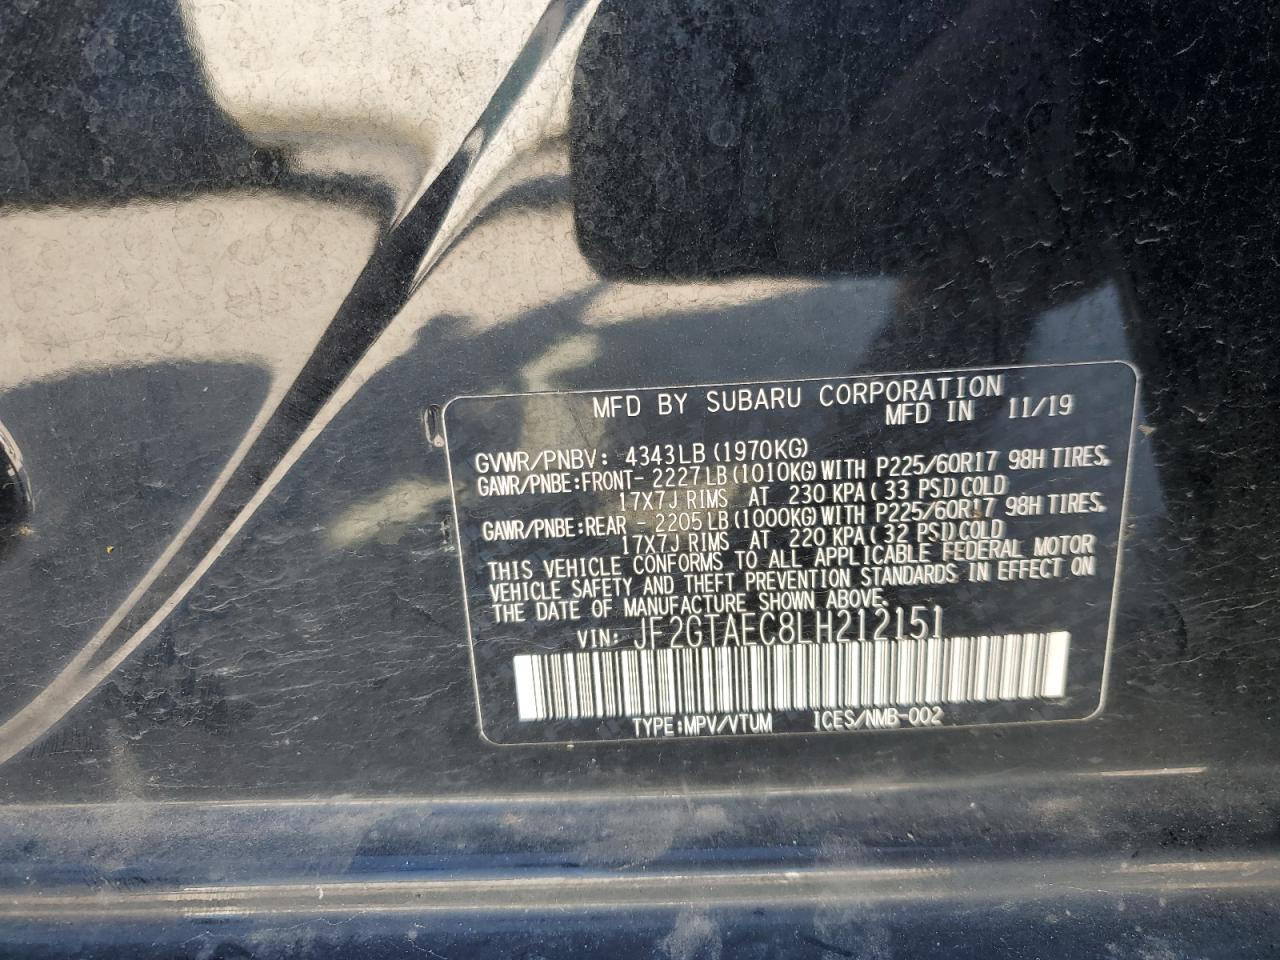 MFD BY SUBARU CORPORATION
MFD IN 11/19
GVWR/PNBV: 4343LB (1970KG)
GAWR/PNBE:FRONT- 2227LB (1010KG) WITH P225/60R17 98H TIRES,
17X7J RIMS AT 230 KPA ( 33 PSI) COLD
GAWR/PNBE:REAR - 2205LB (1000KG) WITH P225/60R17 98H TIRES,
17X7J RIMS AT 220 KPA ( 32 PSI) COLD
THIS VEHICLE CONFORMS TO ALL APPLICABLE FEDERAL MOTOR
VEHICLE SAFETY AND THEFT PREVENTION STANDARDS IN EFFECT ON
THE DATE OF MANUFACTURE SHOWN ABOVE.
VIN: JF2GTAEC8LH212151
TYPE:MPV/VTUM ICES/NMB-002